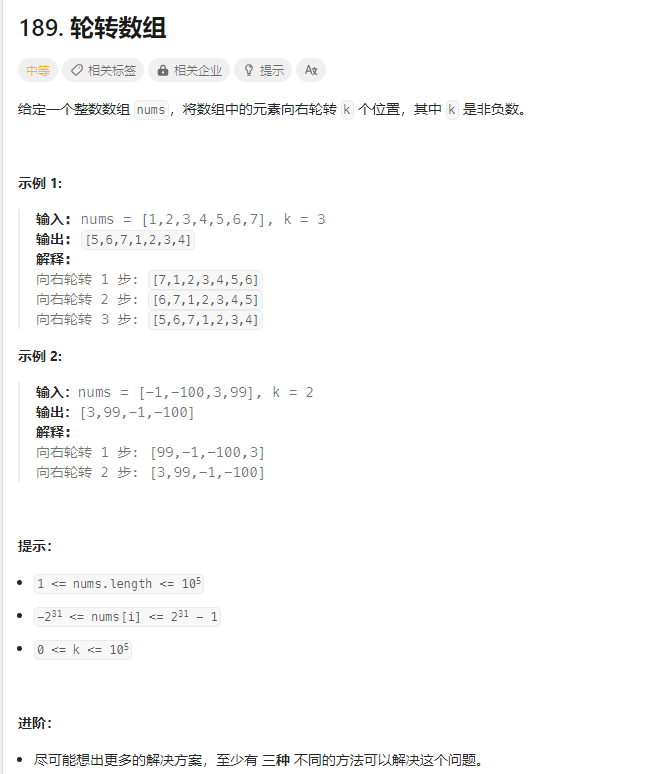 189. 轮转数组
中等 相关标签 相关企业 提示 Ax
给定一个整数数组 nums，将数组中的元素向右轮转 k 个位置，其中 k 是非负数。
示例 1:
输入: nums = [1,2,3,4,5,6,7], k = 3
输出: [5,6,7,1,2,3,4]
解释:
向右轮转 1 步: [7,1,2,3,4,5,6]
向右轮转 2 步: [6,7,1,2,3,4,5]
向右轮转 3 步: [5,6,7,1,2,3,4]
示例 2:
输入：nums = [-1,-100,3,99], k = 2
输出：[3,99,-1,-100]
解释:
向右轮转 1 步: [99,-1,-100,3]
向右轮转 2 步: [3,99,-1,-100]
提示：
• 1 <= nums.length <= 10⁵
• -2³¹ <= nums[i] <= 2³¹ - 1
• 0 <= k <= 10⁵
进阶：
• 尽可能想出更多的解决方案，至少有 三种 不同的方法可以解决这个问题。